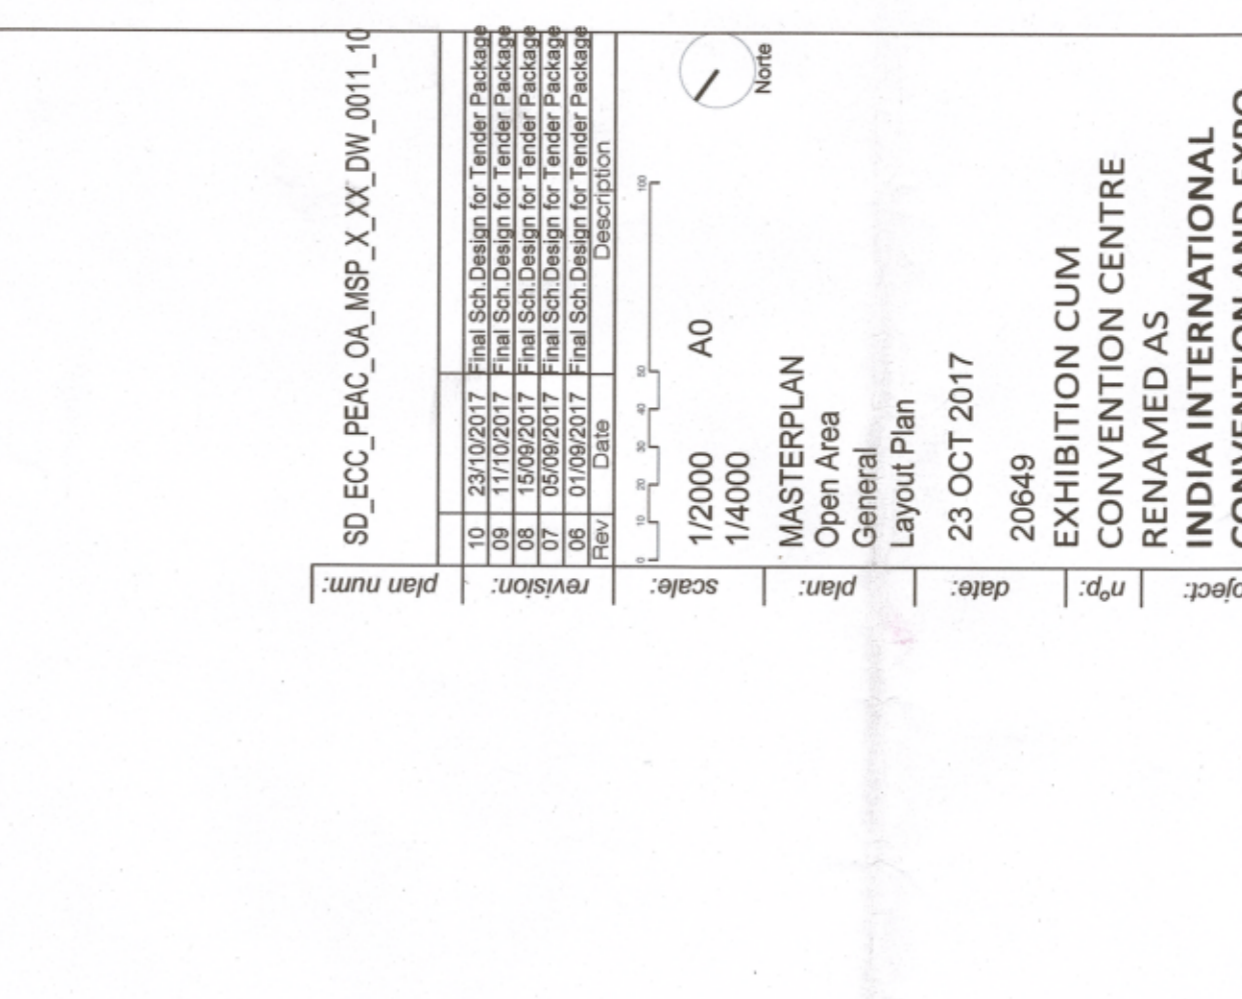 plan num:
SD_ECC_PEAC_OA_MSP_X_XX_DW_0011_10
revision:
10 23/10/2017 Final Sch.Design for Tender Package
09 11/10/2017 Final Sch.Design for Tender Package
08 15/09/2017 Final Sch.Design for Tender Package
07 05/09/2017 Final Sch.Design for Tender Package
06 01/09/2017 Final Sch.Design for Tender Package
Rev Date Description
0 10 20 30 40 50 100
scale:
1/2000 A0
1/4000
Norte
plan:
MASTERPLAN
Open Area
General
Layout Plan
date:
23 OCT 2017
nºp.:
20649
oject:
EXHIBITION CUM
CONVENTION CENTRE
RENAMED AS
INDIA INTERNATIONAL
CONVENTION AND EXPO